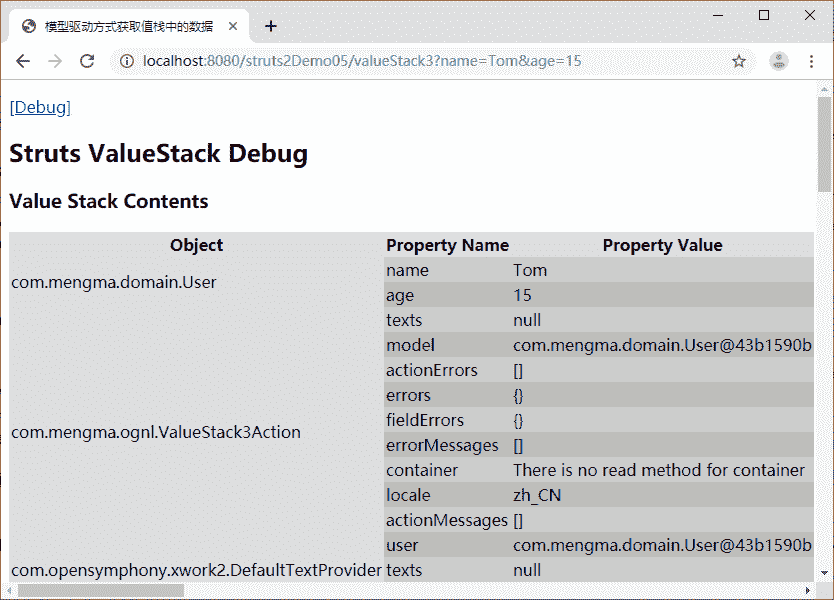 模型驱动方式获取值栈中的数据
localhost:8080/struts2Demo05/valueStack3?name=Tom&age=15
[Debug]
Struts ValueStack Debug
Value Stack Contents
Object Property Name Property Value
com.mengma.domain.User
name Tom
age 15
texts null
model com.mengma.domain.User@43b1590b
actionErrors []
errors {}
fieldErrors {}
com.mengma.ognl.ValueStack3Action
errorMessages []
container There is no read method for container
locale zh_CN
actionMessages []
user com.mengma.domain.User@43b1590b
com.opensymphony.xwork2.DefaultTextProvider texts null